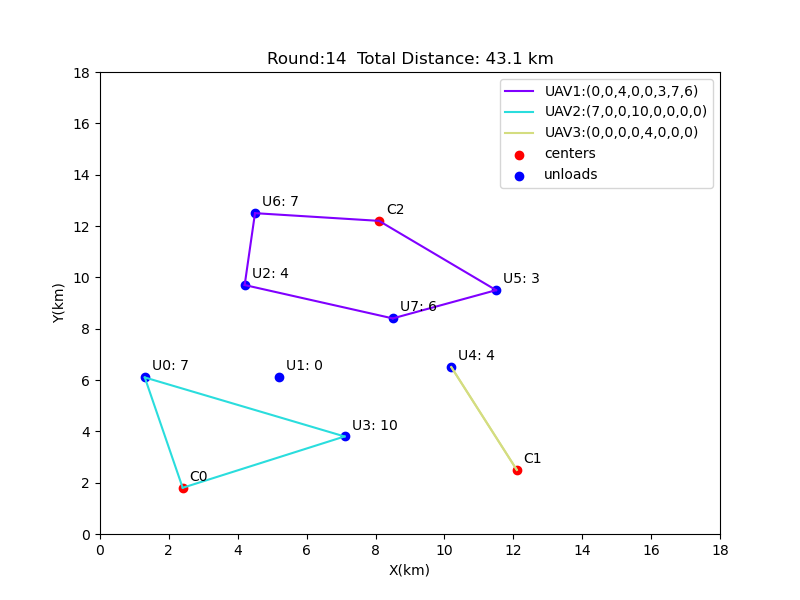 Round:14  Total Distance: 43.1 km
UAV1:(0,0,4,0,0,3,7,6)
UAV2:(7,0,0,10,0,0,0,0)
UAV3:(0,0,0,0,4,0,0,0)
centers
unloads
U6: 7
C2
U2: 4
U5: 3
U7: 6
U0: 7
U1: 0
U4: 4
U3: 10
C0
C1
Y(km)
18
16
14
12
10
8
6
4
2
0
0 2 4 6 8 10 12 14 16 18
X(km)